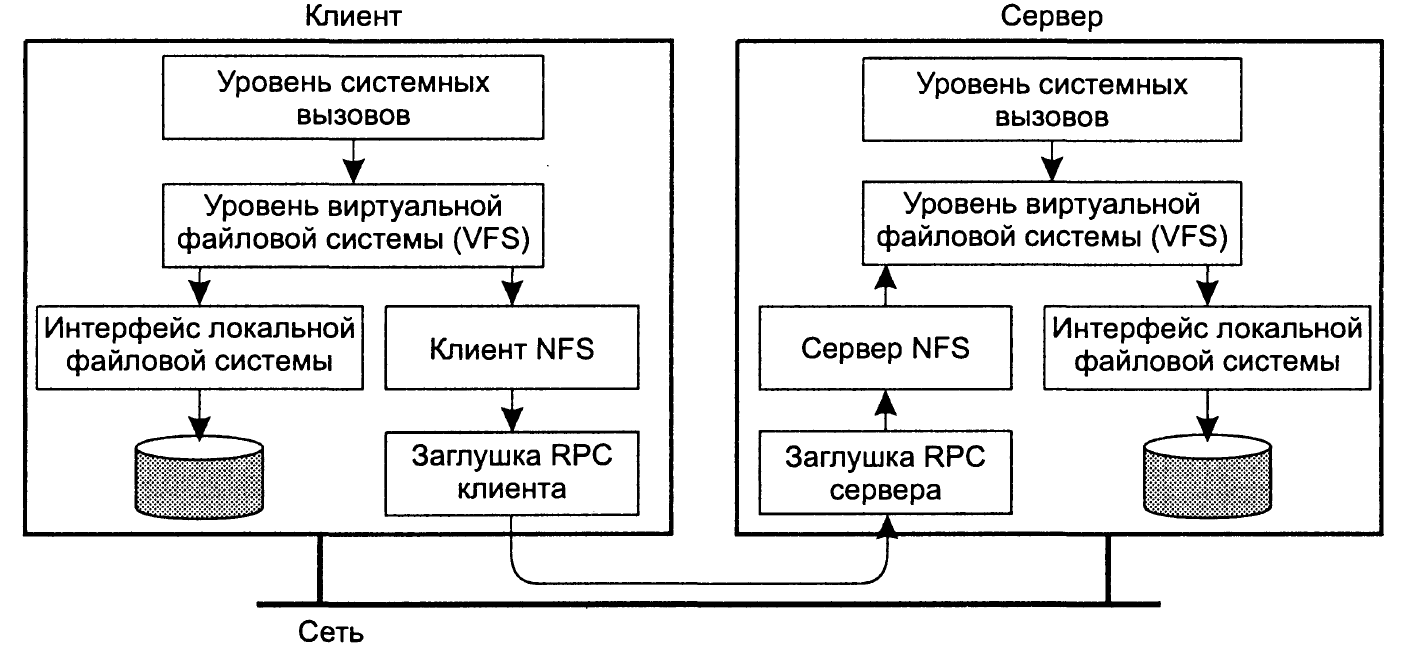 Клиент
Сервер
Уровень системных
вызовов
Уровень виртуальной
файловой системы (VFS)
Интерфейс локальной
файловой системы
Клиент NFS
Заглушка RPC
клиента
Уровень системных
вызовов
Уровень виртуальной
файловой системы (VFS)
Сервер NFS
Интерфейс локальной
файловой системы
Заглушка RPC
сервера
Сеть